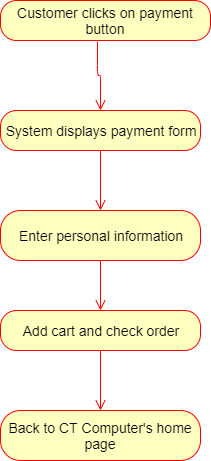 Customer clicks on payment
button
System displays payment form
Enter personal information
Add cart and check order
Back to CT Computer's home
page